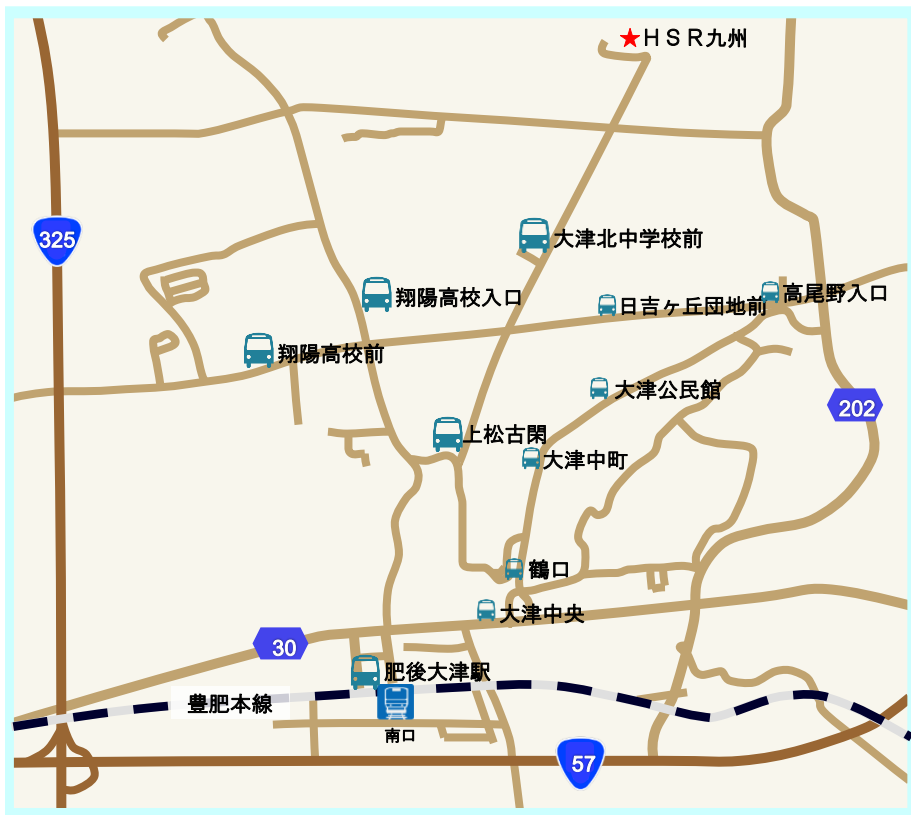 ★ＨＳＲ九州
325
大津北中学校前
翔陽高校入口
日吉ヶ丘団地前
高尾野入口
翔陽高校前
大津公民館
202
上松古閑
大津中町
鶴口
大津中央
30
肥後大津駅
豊肥本線
南口
57